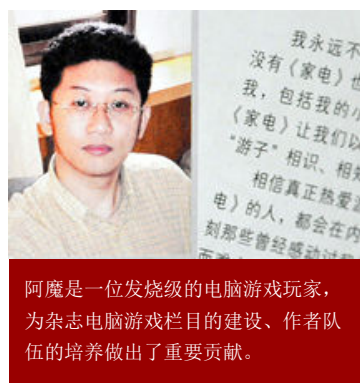 我永远不
没有《家电》也
我，包括我的小
《家电》让我们以
“游子”相识、相
相信真正热爱
电》的人，都会在内
刻那些曾经感动过
阿魔是一位发烧级的电脑游戏玩家，
为杂志电脑游戏栏目的建设、作者队
伍的培养做出了重要贡献。